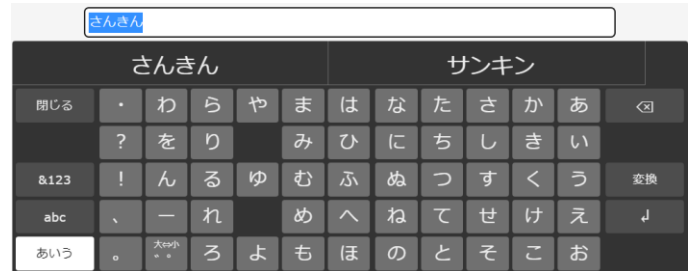 さんきん
さんきん サンキン
閉じる ・ わ ら や ま は な た さ か あ ⌫
? を り み ひ に ち し き い
&123 ! ん る ゆ む ふ ぬ つ す く う 変換
abc 、 ー れ め へ ね て せ け え ↲
あいう 。 大⇔小 ゛ ゜ ろ よ も ほ の と そ こ お